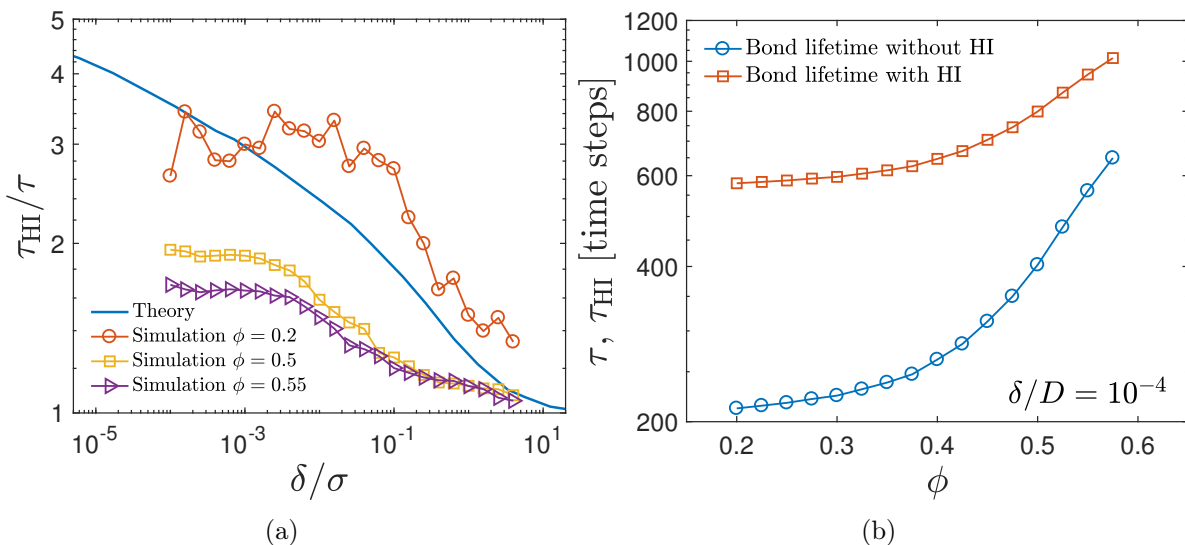 5
4
3
2
1
τ_HI/τ
Theory
Simulation ϕ = 0.2
Simulation ϕ = 0.5
Simulation ϕ = 0.55
10^-5
10^-3
10^-1
10^1
δ/σ
(a)
1200
1000
800
600
400
200
τ, τ_HI [time steps]
Bond lifetime without HI
Bond lifetime with HI
δ/D = 10^-4
0.2
0.3
0.4
0.5
0.6
ϕ
(b)